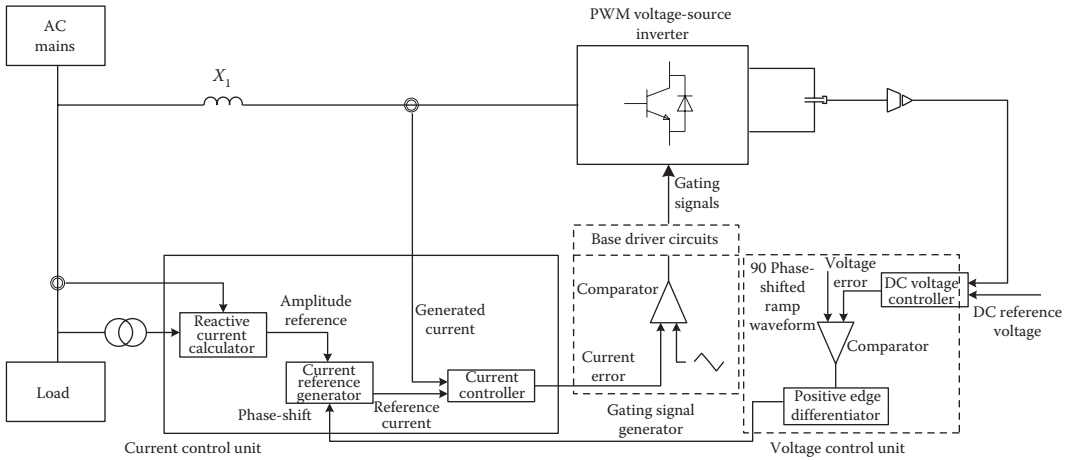 AC
mains
X1
PWM voltage-source
inverter
Gating
signals
Base driver circuits
Comparator
90 Phase-
shifted
ramp
waveform
Voltage
error
DC voltage
controller
DC reference
voltage
Comparator
Positive edge
differentiator
Voltage control unit
Amplitude
reference
Generated
current
Reactive
current
calculator
Current
reference
generator
Phase-shift
Reference
current
Current
controller
Current
error
Gating signal
generator
Load
Current control unit